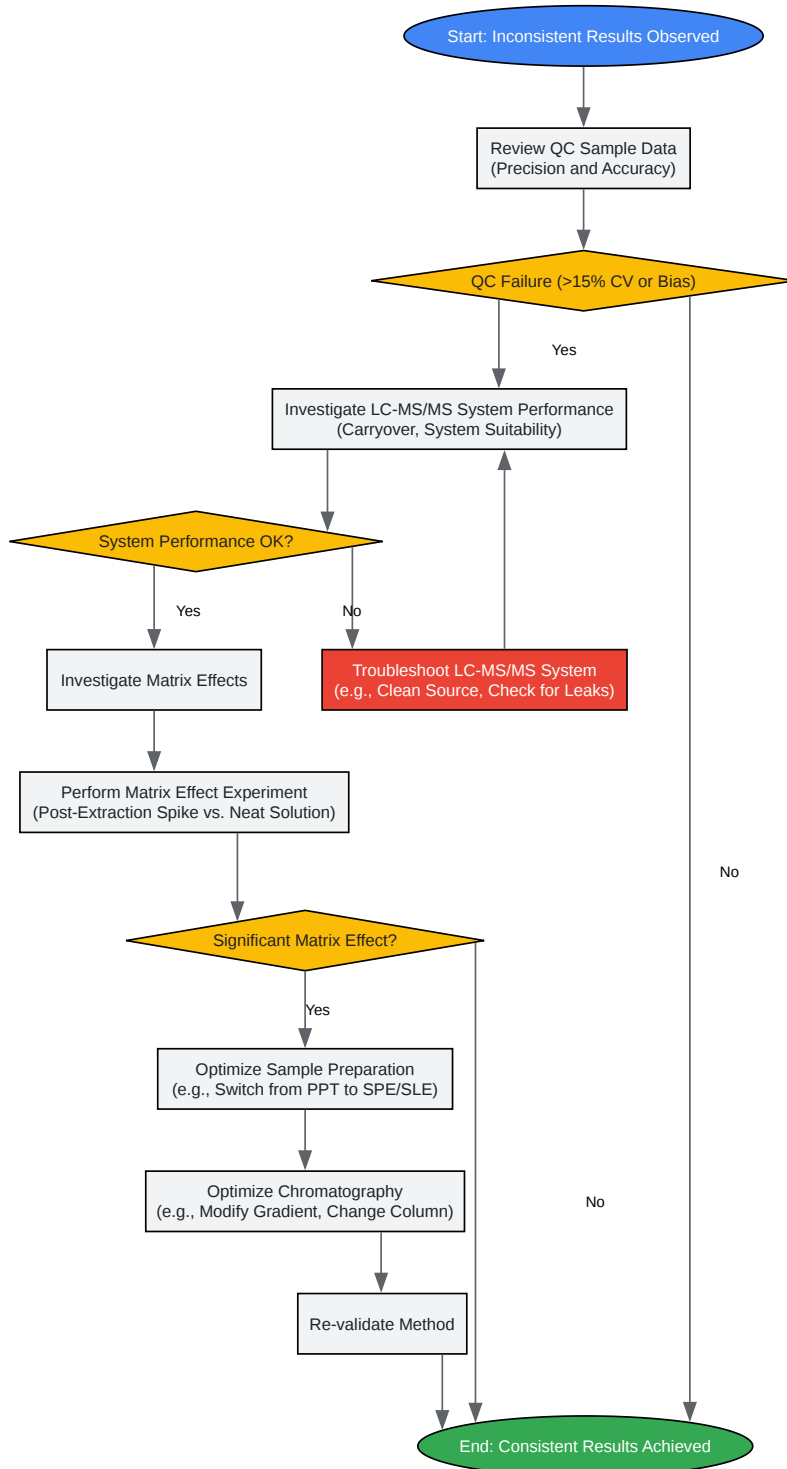 Start: Inconsistent Results Observed
Review QC Sample Data
(Precision and Accuracy)
QC Failure (>15% CV or Bias)
Yes
Investigate LC-MS/MS System Performance
(Carryover, System Suitability)
System Performance OK?
Yes
No
Investigate Matrix Effects
Troubleshoot LC-MS/MS System
(e.g., Clean Source, Check for Leaks)
Perform Matrix Effect Experiment
(Post-Extraction Spike vs. Neat Solution)
No
Significant Matrix Effect?
Yes
Optimize Sample Preparation
(e.g., Switch from PPT to SPE/SLE)
Optimize Chromatography
(e.g., Modify Gradient, Change Column)
No
Re-validate Method
End: Consistent Results Achieved